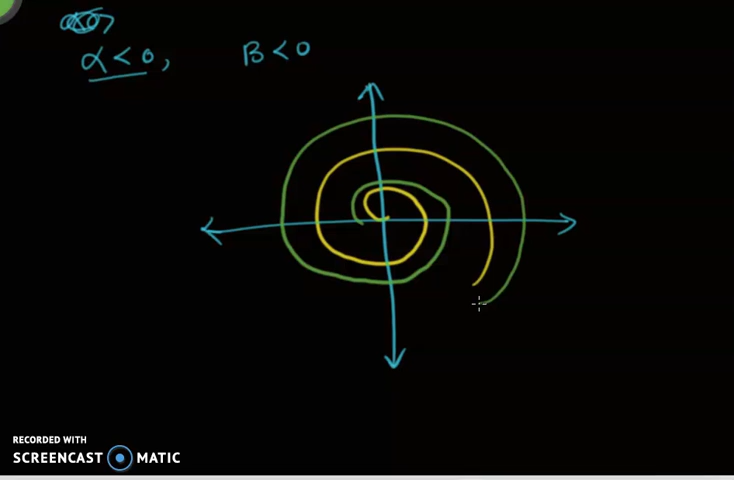 α < 0, β < 0
RECORDED WITH
SCREENCAST MATIC